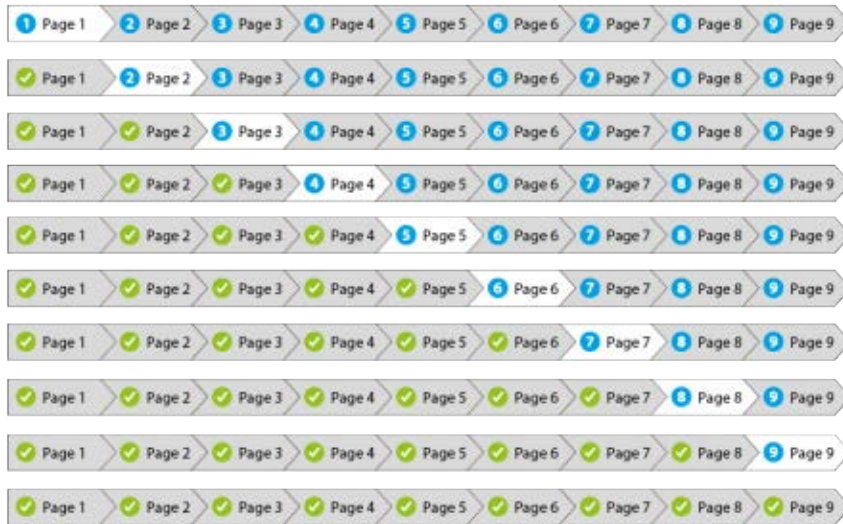 1 Page 1 2 Page 2 3 Page 3 4 Page 4 5 Page 5 6 Page 6 7 Page 7 8 Page 8 9 Page 9
Page 1 2 Page 2 3 Page 3 4 Page 4 5 Page 5 6 Page 6 7 Page 7 8 Page 8 9 Page 9
Page 1 Page 2 3 Page 3 4 Page 4 5 Page 5 6 Page 6 7 Page 7 8 Page 8 9 Page 9
Page 1 Page 2 Page 3 4 Page 4 5 Page 5 6 Page 6 7 Page 7 8 Page 8 9 Page 9
Page 1 Page 2 Page 3 Page 4 5 Page 5 6 Page 6 7 Page 7 8 Page 8 9 Page 9
Page 1 Page 2 Page 3 Page 4 Page 5 6 Page 6 7 Page 7 8 Page 8 9 Page 9
Page 1 Page 2 Page 3 Page 4 Page 5 Page 6 7 Page 7 8 Page 8 9 Page 9
Page 1 Page 2 Page 3 Page 4 Page 5 Page 6 Page 7 8 Page 8 9 Page 9
Page 1 Page 2 Page 3 Page 4 Page 5 Page 6 Page 7 Page 8 9 Page 9
Page 1 Page 2 Page 3 Page 4 Page 5 Page 6 Page 7 Page 8 Page 9